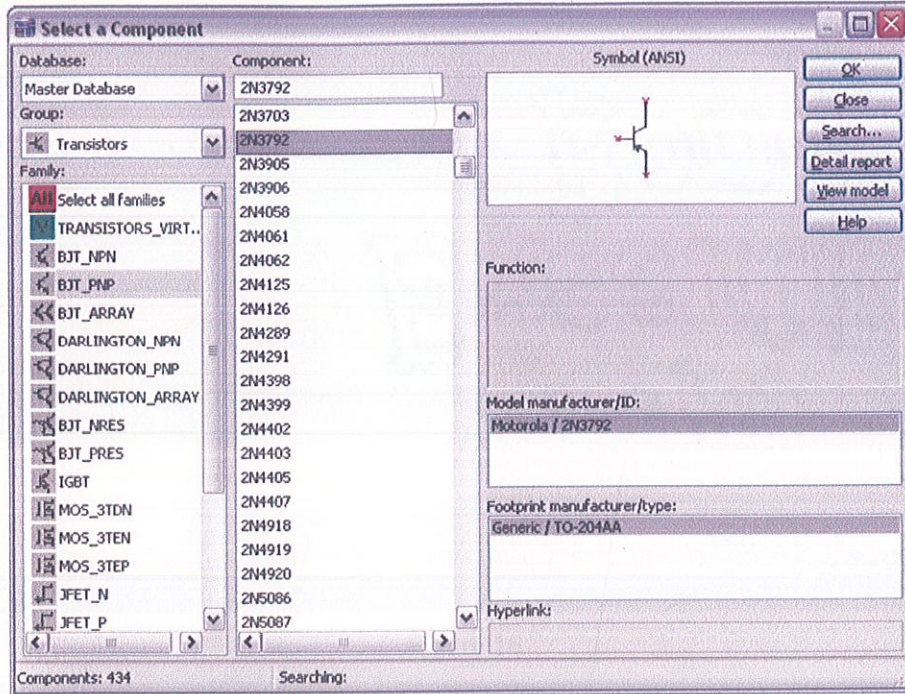 Select a Component
Database:
Master Database
Group:
Transistors
Family:
All Select all families
TRANSISTORS_VIRT..
BJT_NPN
BJT_PNP
BJT_ARRAY
DARLINGTON_NPN
DARLINGTON_PNP
DARLINGTON_ARRAY
BJT_NRES
BJT_PRES
IGBT
MOS_3TDN
MOS_3TEN
MOS_3TEP
JFET_N
JFET_P
Component:
2N3792
2N3703
2N3792
2N3905
2N3906
2N4058
2N4061
2N4062
2N4125
2N4126
2N4289
2N4291
2N4398
2N4399
2N4402
2N4403
2N4405
2N4407
2N4918
2N4919
2N4920
2N5086
2N5087
Symbol (ANSI)
Function:
Model manufacturer/ID:
Motorola / 2N3792
Footprint manufacturer/type:
Generic / TO-204AA
Hyperlink:
OK
Close
Search...
Detail report
View model
Help
Components: 434
Searching: